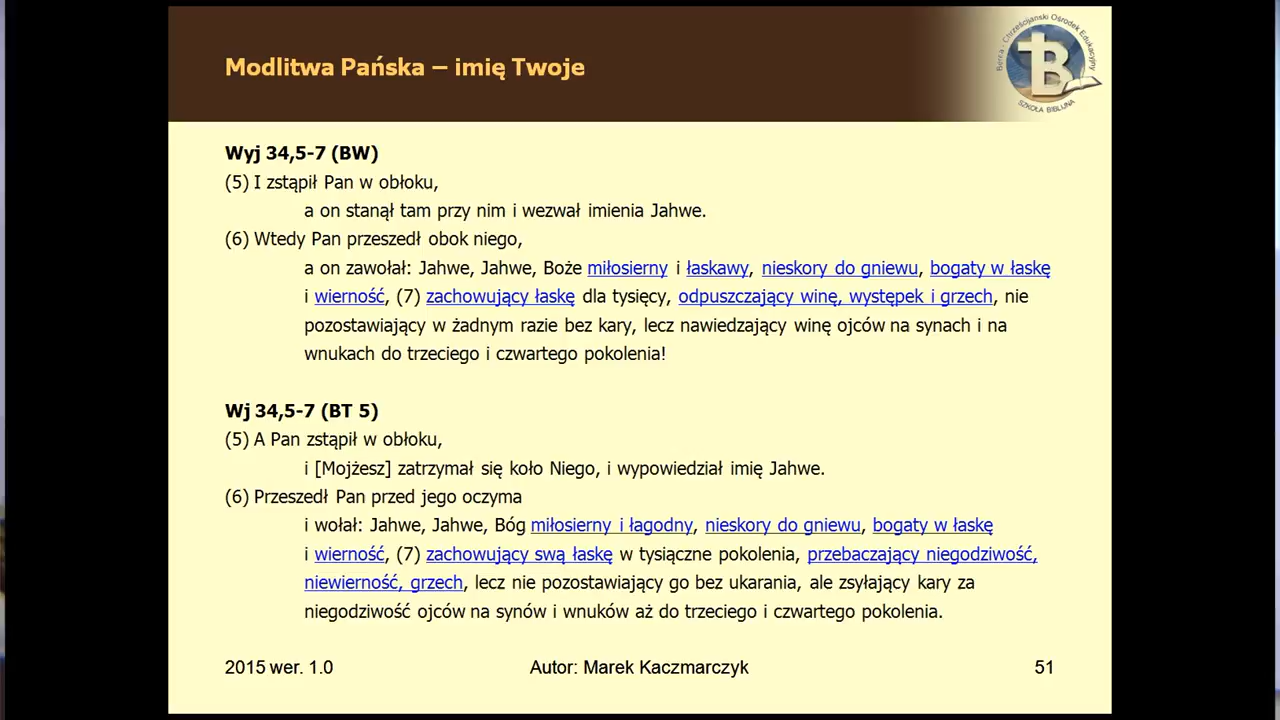 Modlitwa Pańska – imię Twoje
Berea - Chrześcijański Ośrodek Edukacyjny
SZKOŁA BIBLIJNA
Wyj 34,5-7 (BW)
(5) I zstąpił Pan w obłoku,
a on stanął tam przy nim i wezwał imienia Jahwe.
(6) Wtedy Pan przeszedł obok niego,
a on zawołał: Jahwe, Jahwe, Boże miłosierny i łaskawy, nieskory do gniewu, bogaty w łaskę
i wierność, (7) zachowujący łaskę dla tysięcy, odpuszczający winę, występek i grzech, nie
pozostawiający w żadnym razie bez kary, lecz nawiedzający winę ojców na synach i na
wnukach do trzeciego i czwartego pokolenia!
Wj 34,5-7 (BT 5)
(5) A Pan zstąpił w obłoku,
i [Mojżesz] zatrzymał się koło Niego, i wypowiedział imię Jahwe.
(6) Przeszedł Pan przed jego oczyma
i wołał: Jahwe, Jahwe, Bóg miłosierny i łagodny, nieskory do gniewu, bogaty w łaskę
i wierność, (7) zachowujący swą łaskę w tysiączne pokolenia, przebaczający niegodziwość,
niewierność, grzech, lecz nie pozostawiający go bez ukarania, ale zsyłający kary za
niegodziwość ojców na synów i wnuków aż do trzeciego i czwartego pokolenia.
2015 wer. 1.0
Autor: Marek Kaczmarczyk
51